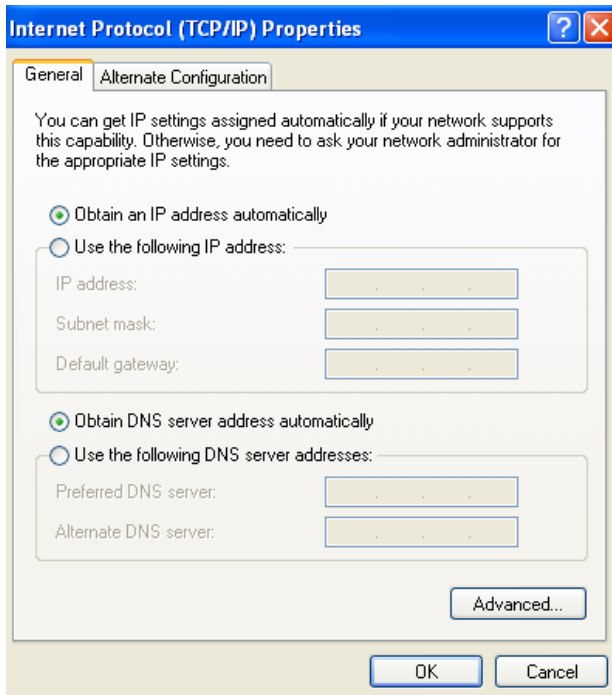 Internet Protocol (TCP/IP) Properties
General
Alternate Configuration
You can get IP settings assigned automatically if your network supports
this capability. Otherwise, you need to ask your network administrator for
the appropriate IP settings.
Obtain an IP address automatically
Use the following IP address:
IP address:
Subnet mask:
Default gateway:
Obtain DNS server address automatically
Use the following DNS server addresses:
Preferred DNS server:
Alternate DNS server:
Advanced...
OK
Cancel